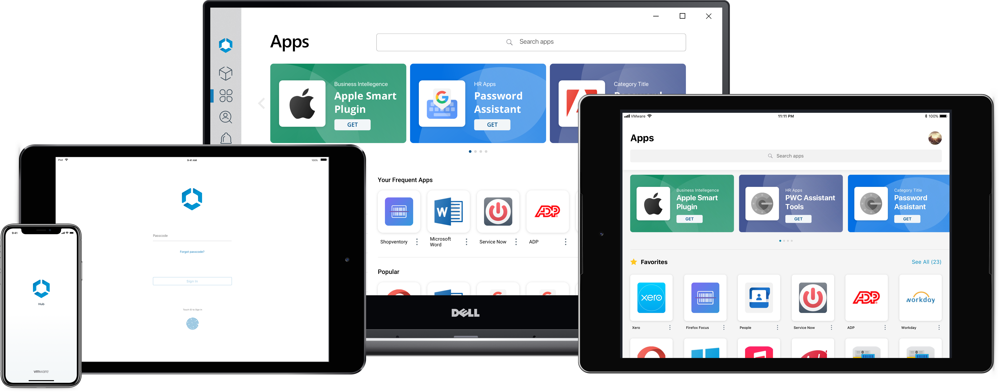 Apps
Search apps
Business Intellegence
Apple Smart
Plugin
GET
HR Apps
Password
Assistant
GET
Category Title
Password
Your Frequent Apps
Shopventory
Microsoft
Word
Service Now
ADP
ADP
W
Popular
DELL
iPad
9:41 AM
100%
Passcode
Forgot passcode?
Sign In
Touch ID to Sign In
9:41
Hub
vmware
VMware
11:11 PM
100%
Apps
Search apps
Business Intellegence
Apple Smart
Plugin
GET
HR Apps
PWC Assistant
Tools
GET
Category Title
Password
Assistant
GET
Favorites
See All (23)
xero
ADP
workday
Xero
Firefox Focus
People
Service Now
ADP
Workday